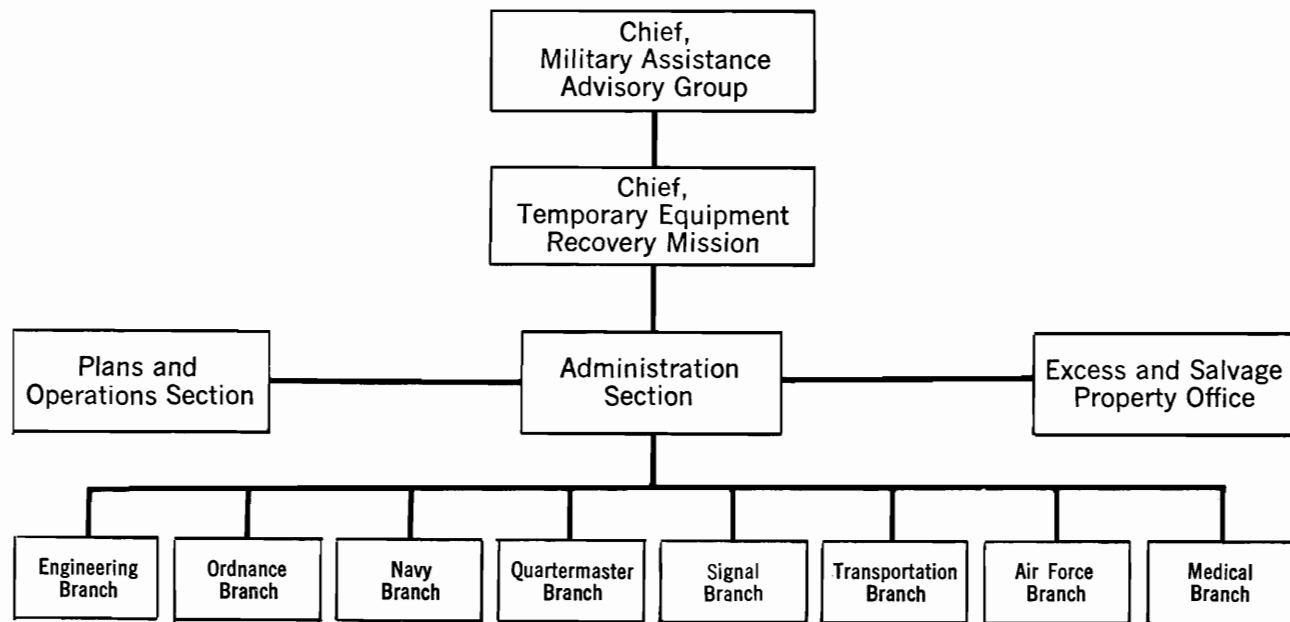 Chief,
Military Assistance
Advisory Group
Chief,
Temporary Equipment
Recovery Mission
Plans and
Operations Section
Administration
Section
Excess and Salvage
Property Office
Engineering
Branch
Ordnance
Branch
Navy
Branch
Quartermaster
Branch
Signal
Branch
Transportation
Branch
Air Force
Branch
Medical
Branch